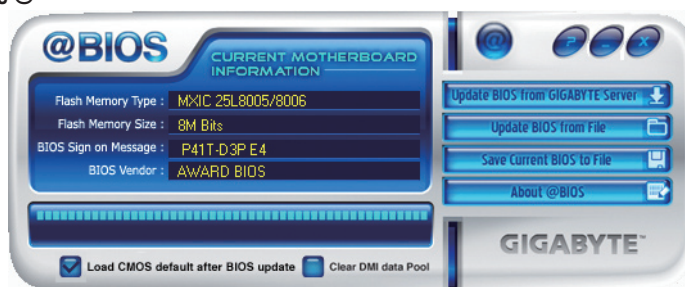 @BIOS
CURRENT MOTHERBOARD
INFORMATION
Flash Memory Type : MXIC 25L8005/8006
Flash Memory Size : 8M Bits
BIOS Sign on Message : P41T-D3P E4
BIOS Vendor : AWARD BIOS
Load CMOS default after BIOS update Clear DMI data Pool
@ ? - x
Update BIOS from GIGABYTE Server
Update BIOS from File
Save Current BIOS to File
About @BIOS
GIGABYTE™